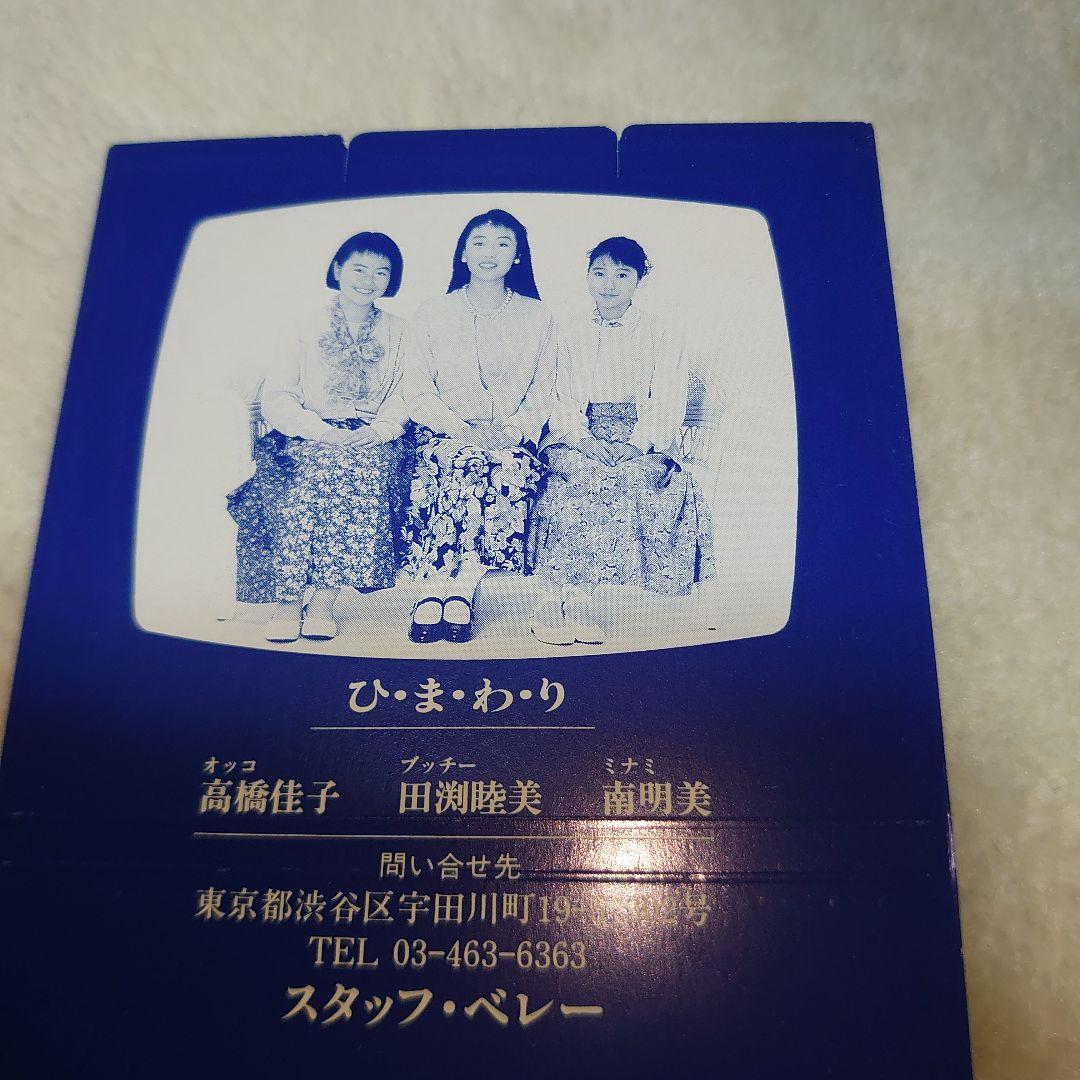 ひ・ま・わ・り
オッコ　ブッチー　ミナミ
高橋佳子　田渕睦美　南明美
問い合せ先
東京都渋谷区宇田川町19-号
TEL 03-463-6363
スタッフ・ベレー